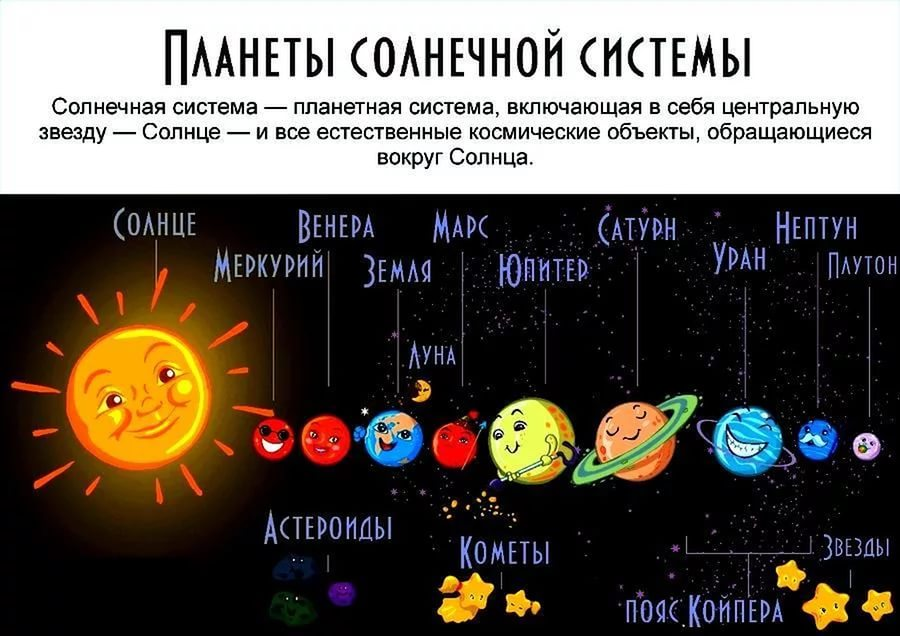 Планеты солнечной системы
Солнечная система — планетная система, включающая в себя центральную
звезду — Солнце — и все естественные космические объекты, обращающиеся
вокруг Солнца.
Солнце
Венера
Марс
Сатурн
Нептун
Меркурий
Земля
Юпитер
Уран
Плутон
Луна
Астероиды
Кометы
Звезды
пояс Койпера